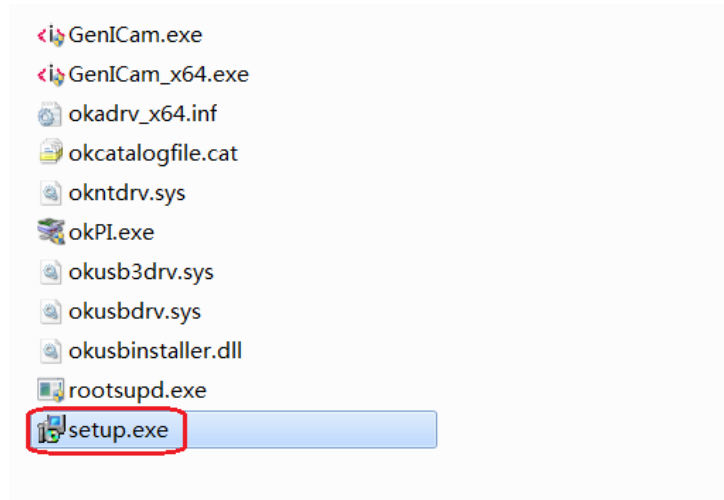 GenICam.exe
GenICam_x64.exe
okadrv_x64.inf
okcatalogfile.cat
okntdrv.sys
okPI.exe
okusb3drv.sys
okusbdrv.sys
okusbinstaller.dll
rootsupd.exe
setup.exe